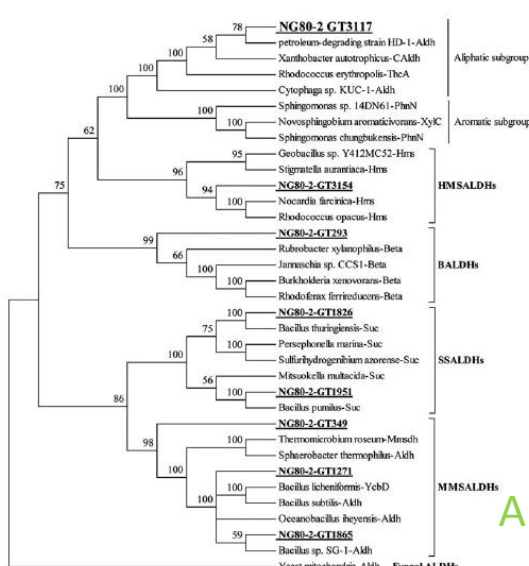 78
NG80-2 GT3117
58
petroleum-degrading strain HD-1-Aldh
100
Xanthobacter autotrophicus-CAldh
Aliphatic subgroup
100
Rhodococcus erythropolis-ThcA
100
Cytophaga sp. KUC-1-Aldh
100
Sphingomonas sp. 14DN61-PhnN
100
Novosphingobium aromaticivorans-XylC
Aromatic subgroup
62
Sphingomonas chungbukensis-PhnN
95
Geobacillus sp. Y412MC52-Hms
Stigmatella aurantiaca-Hms
96
94
NG80-2-GT3154
HMSALDHs
75
100
Nocardia farcinica-Hms
Rhodococcus opacus-Hms
99
NG80-2-GT293
66
Rubrobacter xylanophilus-Beta
100
Jannaschia sp. CCS1-Beta
BALDHs
100
Burkholderia xenovorans-Beta
Rhodoferax ferrireducens-Beta
100
NG80-2-GT1826
75
Bacillus thuringiensis-Suc
100
100
Persephonella marina-Suc
Sulfurihydrogenibium azorense-Suc
SSALDHs
56
Mitsuokella multacida-Suc
100
NG80-2-GT1951
86
Bacillus pumilus-Suc
98
NG80-2-GT349
100
Thermomicrobium roseum-Mmsdh
100
Sphaerobacter thermophilus-Aldh
NG80-2-GT1271
MMSALDHs
100
100
Bacillus licheniformis-YcbD
Bacillus subtilis-Aldh
Oceanobacillus iheyensis-Aldh
A
59
NG80-2-GT1865
Bacillus sp. SG-1-Aldh
Yeast mitochondria-Aldh
Fungal ALDHs